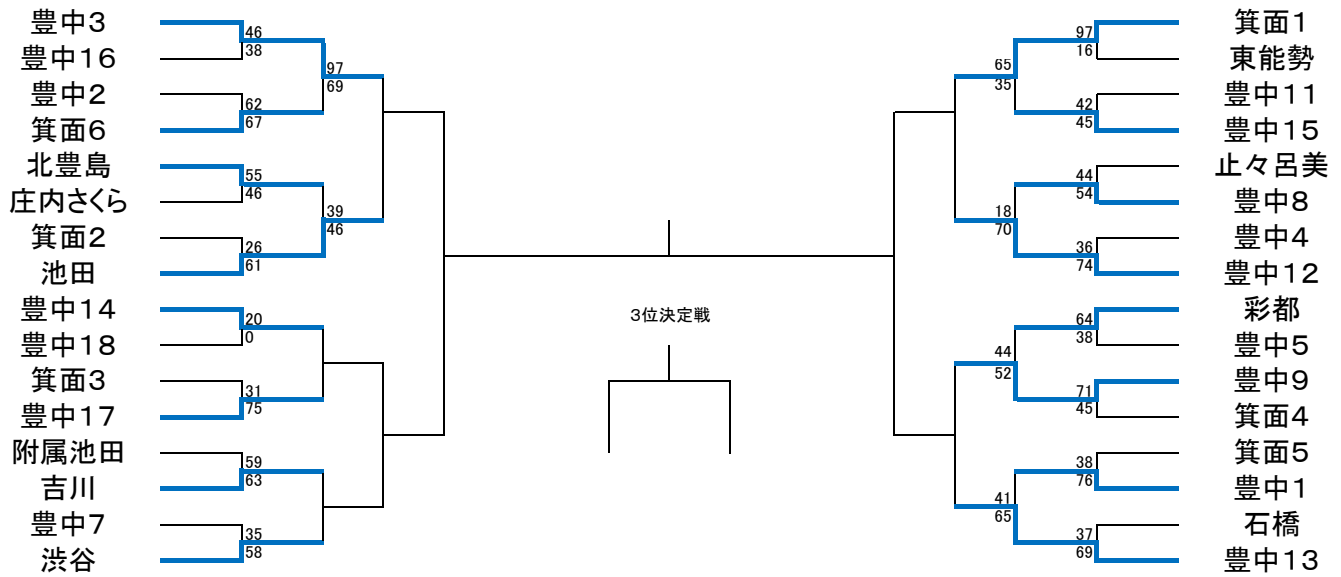 豊中3
46
38
豊中16
97
69
豊中2
62
67
箕面6
北豊島
55
46
庄内さくら
39
46
箕面2
26
61
池田
豊中14
20
0
豊中18
箕面3
31
75
豊中17
附属池田
59
63
吉川
豊中7
35
58
渋谷
3位決定戦
箕面1
97
16
東能勢
65
35
豊中11
42
45
豊中15
止々呂美
44
54
豊中8
18
70
豊中4
36
74
豊中12
彩都
64
38
豊中5
44
52
豊中9
71
45
箕面4
箕面5
38
76
豊中1
41
65
石橋
37
69
豊中13